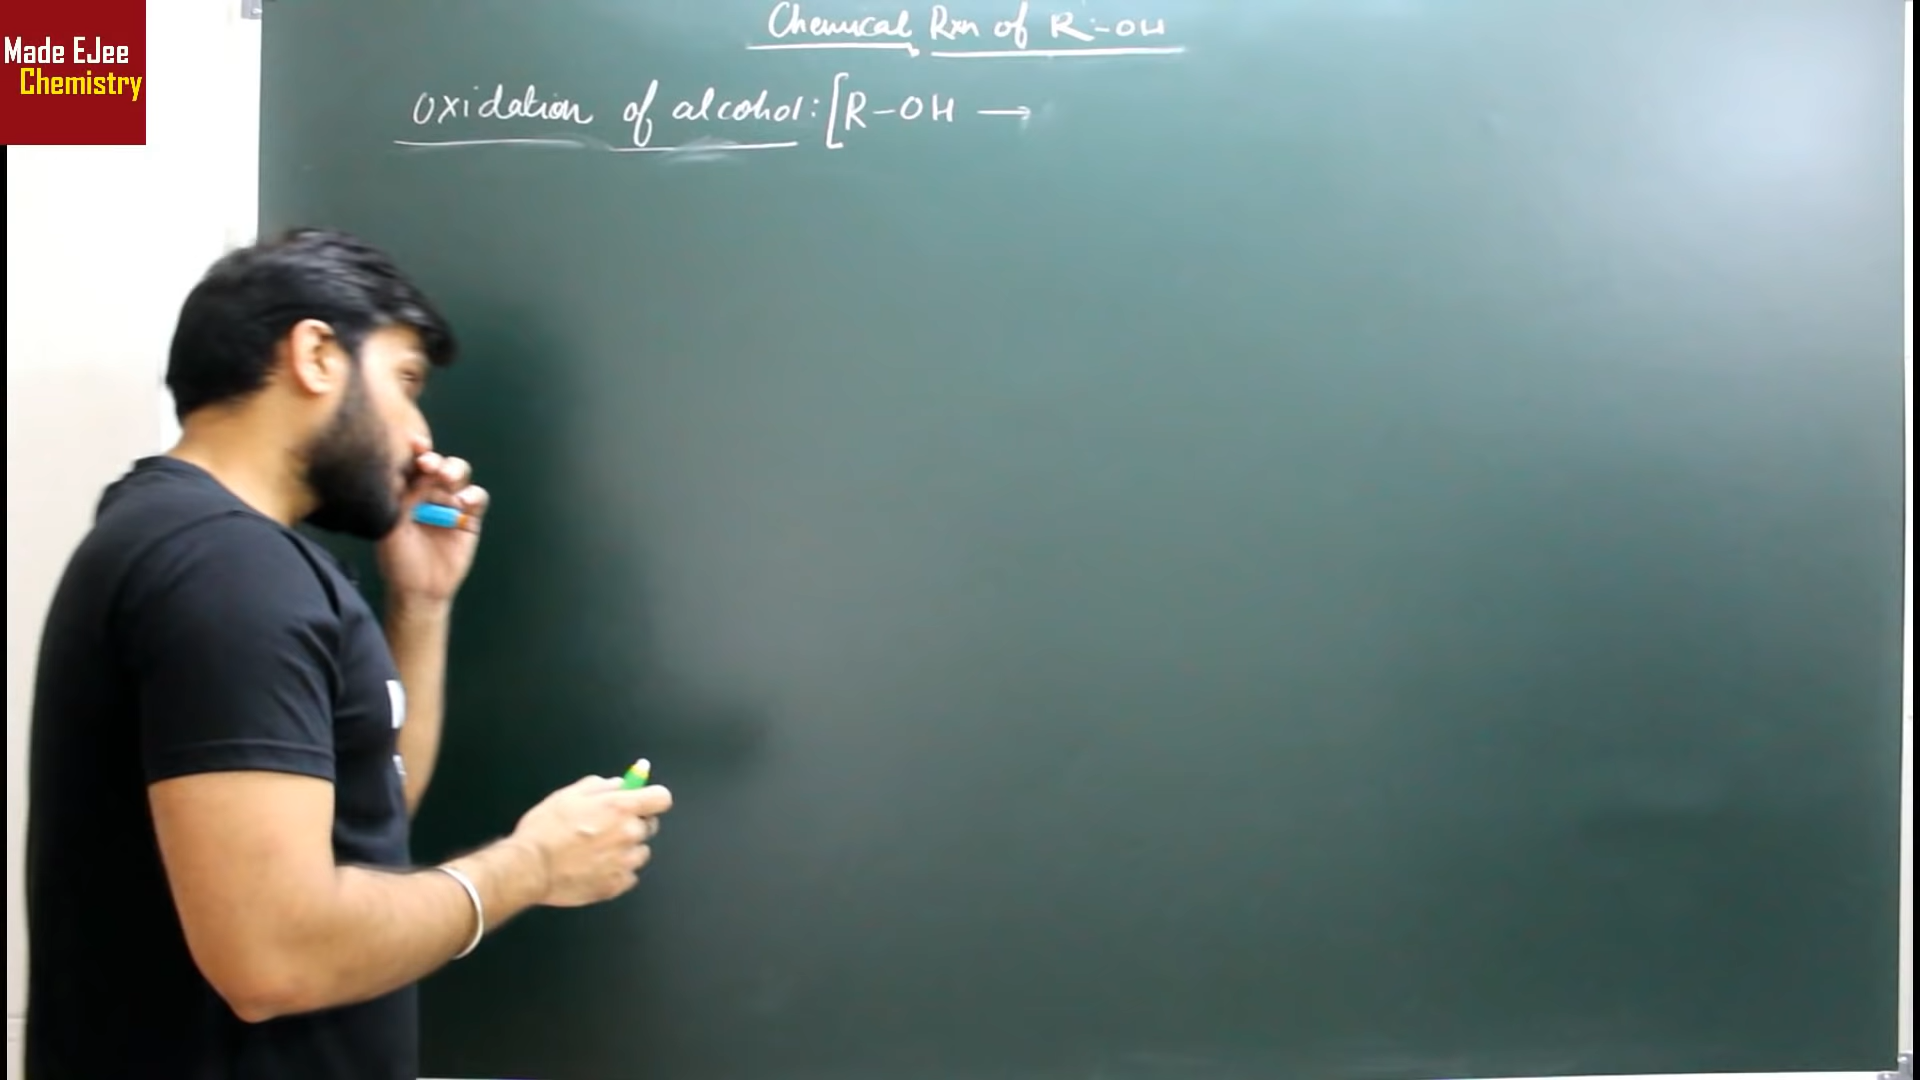 Made EJee
Chemistry
Chemical Rxn of R-OH
Oxidation of alcohol: [R-OH →